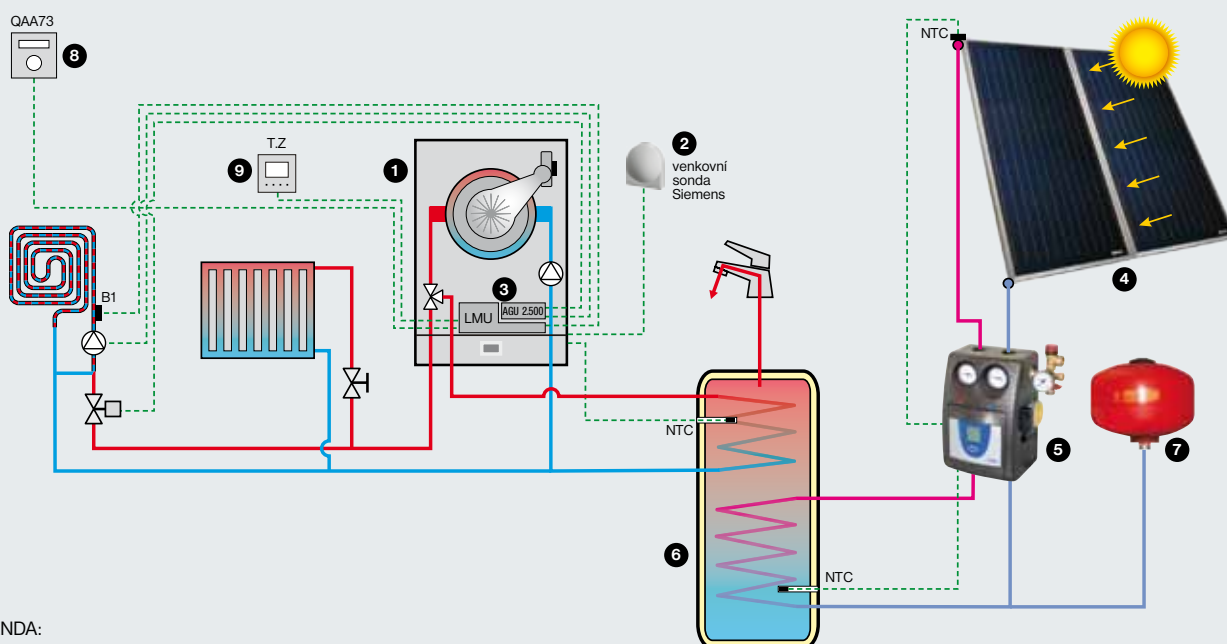 QAA73
8
NTC
T.Z
9
1
2
venkovní
sonda
Siemens
4
B1
3
LMU
AGU 2.500
NTC
5
7
6
NTC
NDA: